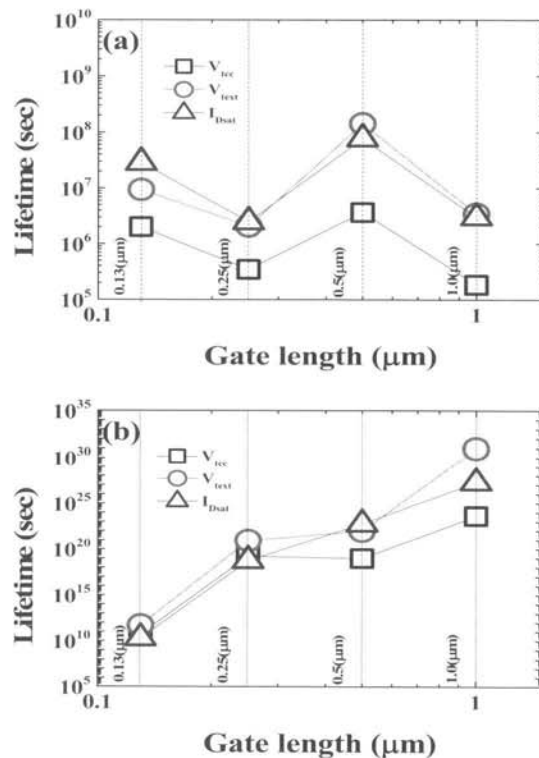 (a)
V_tcc
V_text
I_Dsat
Lifetime (sec)
10^10
10^9
10^8
10^7
10^6
10^5
0.13(μm)
0.25(μm)
0.5(μm)
1.0(μm)
0.1
1
Gate length (μm)
(b)
V_tcc
V_text
I_Dsat
Lifetime (sec)
10^35
10^30
10^25
10^20
10^15
10^10
10^5
0.13(μm)
0.25(μm)
0.5(μm)
1.0(μm)
0.1
1
Gate length (μm)